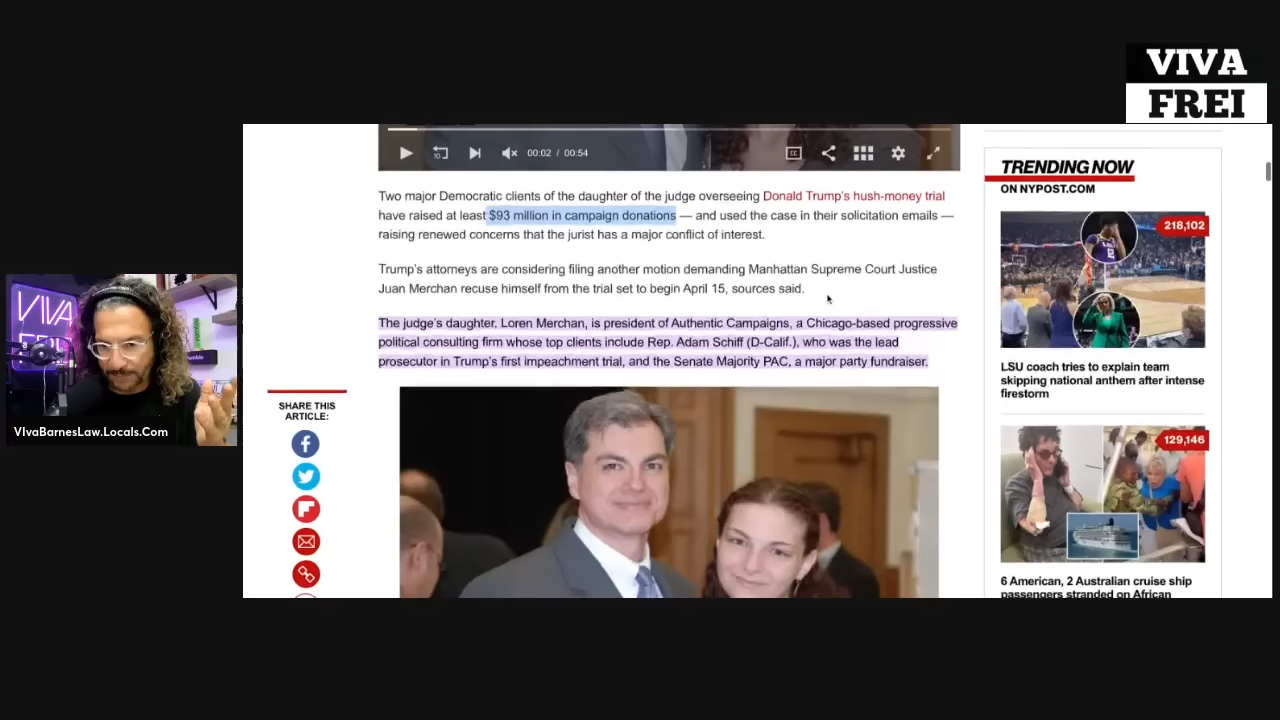 VIVA
FREI
00:02 / 00:54
Two major Democratic clients of the daughter of the judge overseeing Donald Trump's hush-money trial
have raised at least $93 million in campaign donations — and used the case in their solicitation emails —
raising renewed concerns that the jurist has a major conflict of interest.
Trump's attorneys are considering filing another motion demanding Manhattan Supreme Court Justice
Juan Merchan recuse himself from the trial set to begin April 15, sources said.
The judge's daughter, Loren Merchan, is president of Authentic Campaigns, a Chicago-based progressive
political consulting firm whose top clients include Rep. Adam Schiff (D-Calif.), who was the lead
prosecutor in Trump's first impeachment trial, and the Senate Majority PAC, a major party fundraiser.
SHARE THIS
ARTICLE:
TRENDING NOW
ON NYPOST.COM
218,102
12
LSU coach tries to explain team
skipping national anthem after intense
firestorm
129,146
6 American, 2 Australian cruise ship
passengers stranded on African
VIVA
VIvaBarnesLaw.Locals.Com